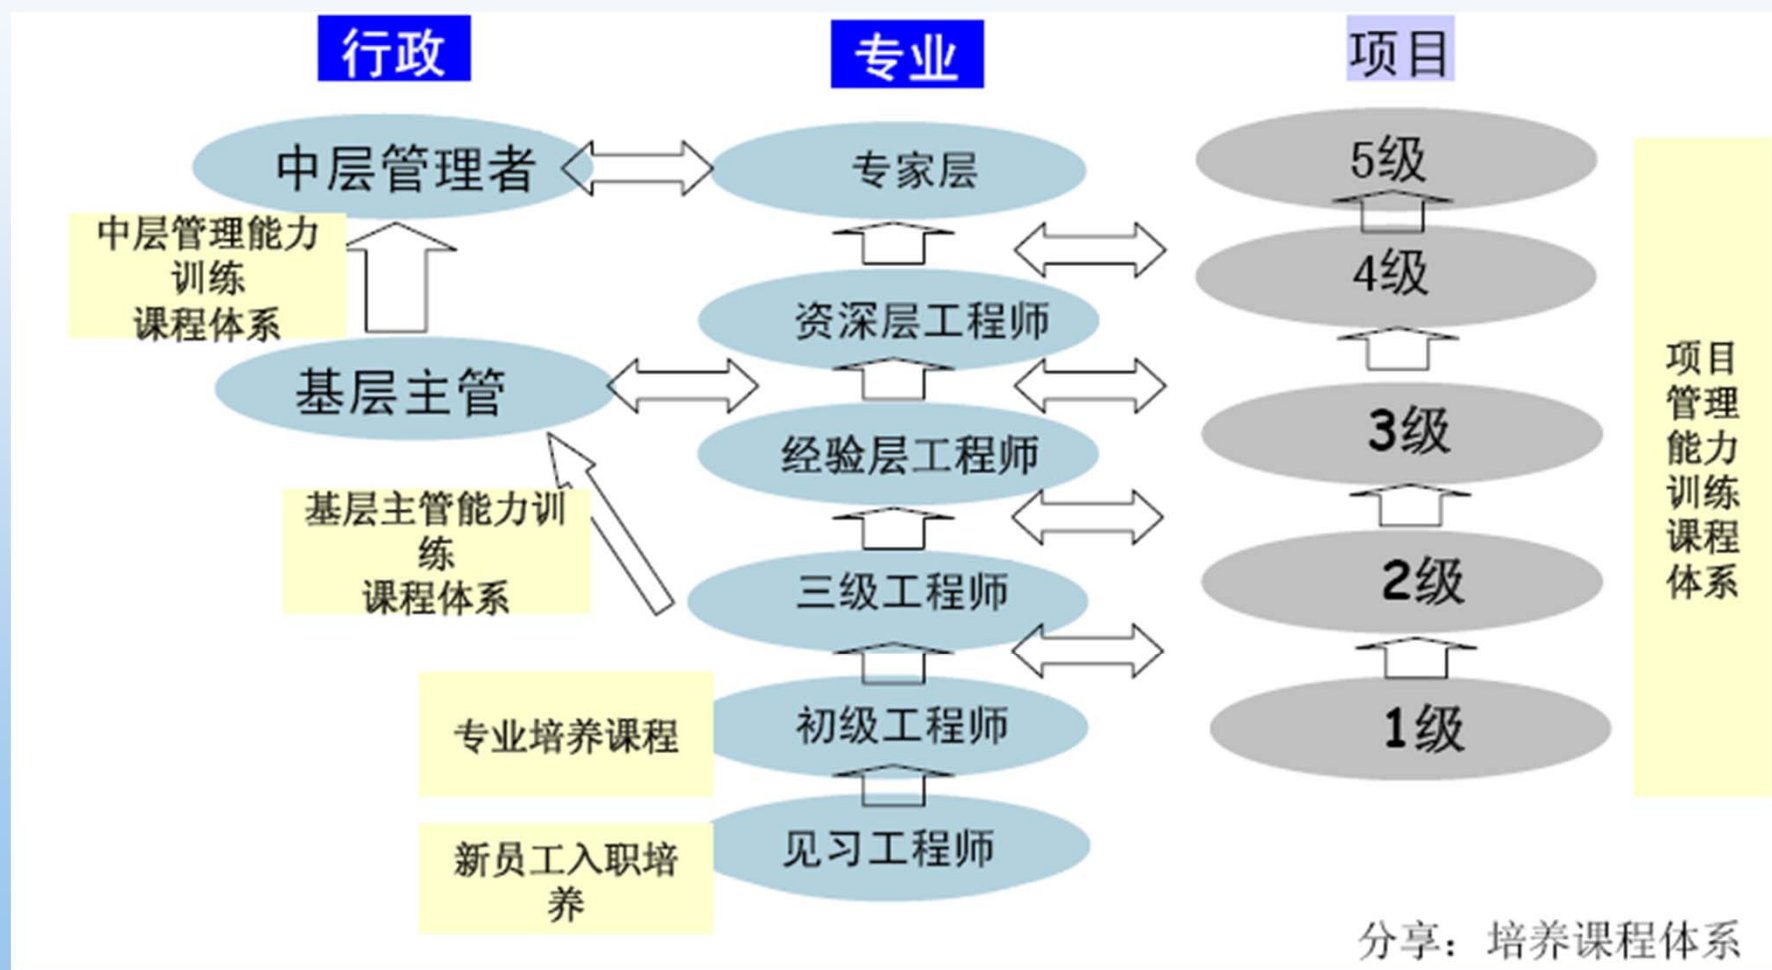 行政
专业
项目
中层管理者
专家层
5级
中层管理能力
训练
课程体系
4级
资深层工程师
基层主管
3级
经验层工程师
基层主管能力训
练
课程体系
2级
三级工程师
1级
专业培养课程
初级工程师
新员工入职培
养
见习工程师
项目
管理
能力
训练
课程
体系
分享：培养课程体系